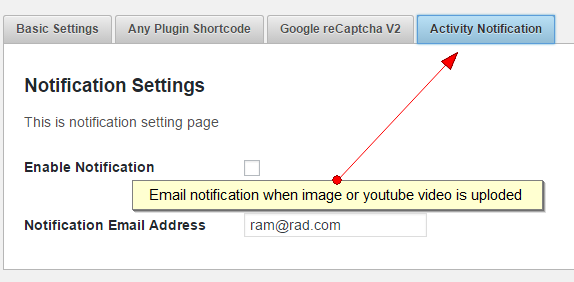 Basic Settings Any Plugin Shortcode Google reCaptcha V2 Activity Notification
Notification Settings
This is notification setting page
Enable Notification
Email notification when image or youtube video is uploded
Notification Email Address ram@rad.com